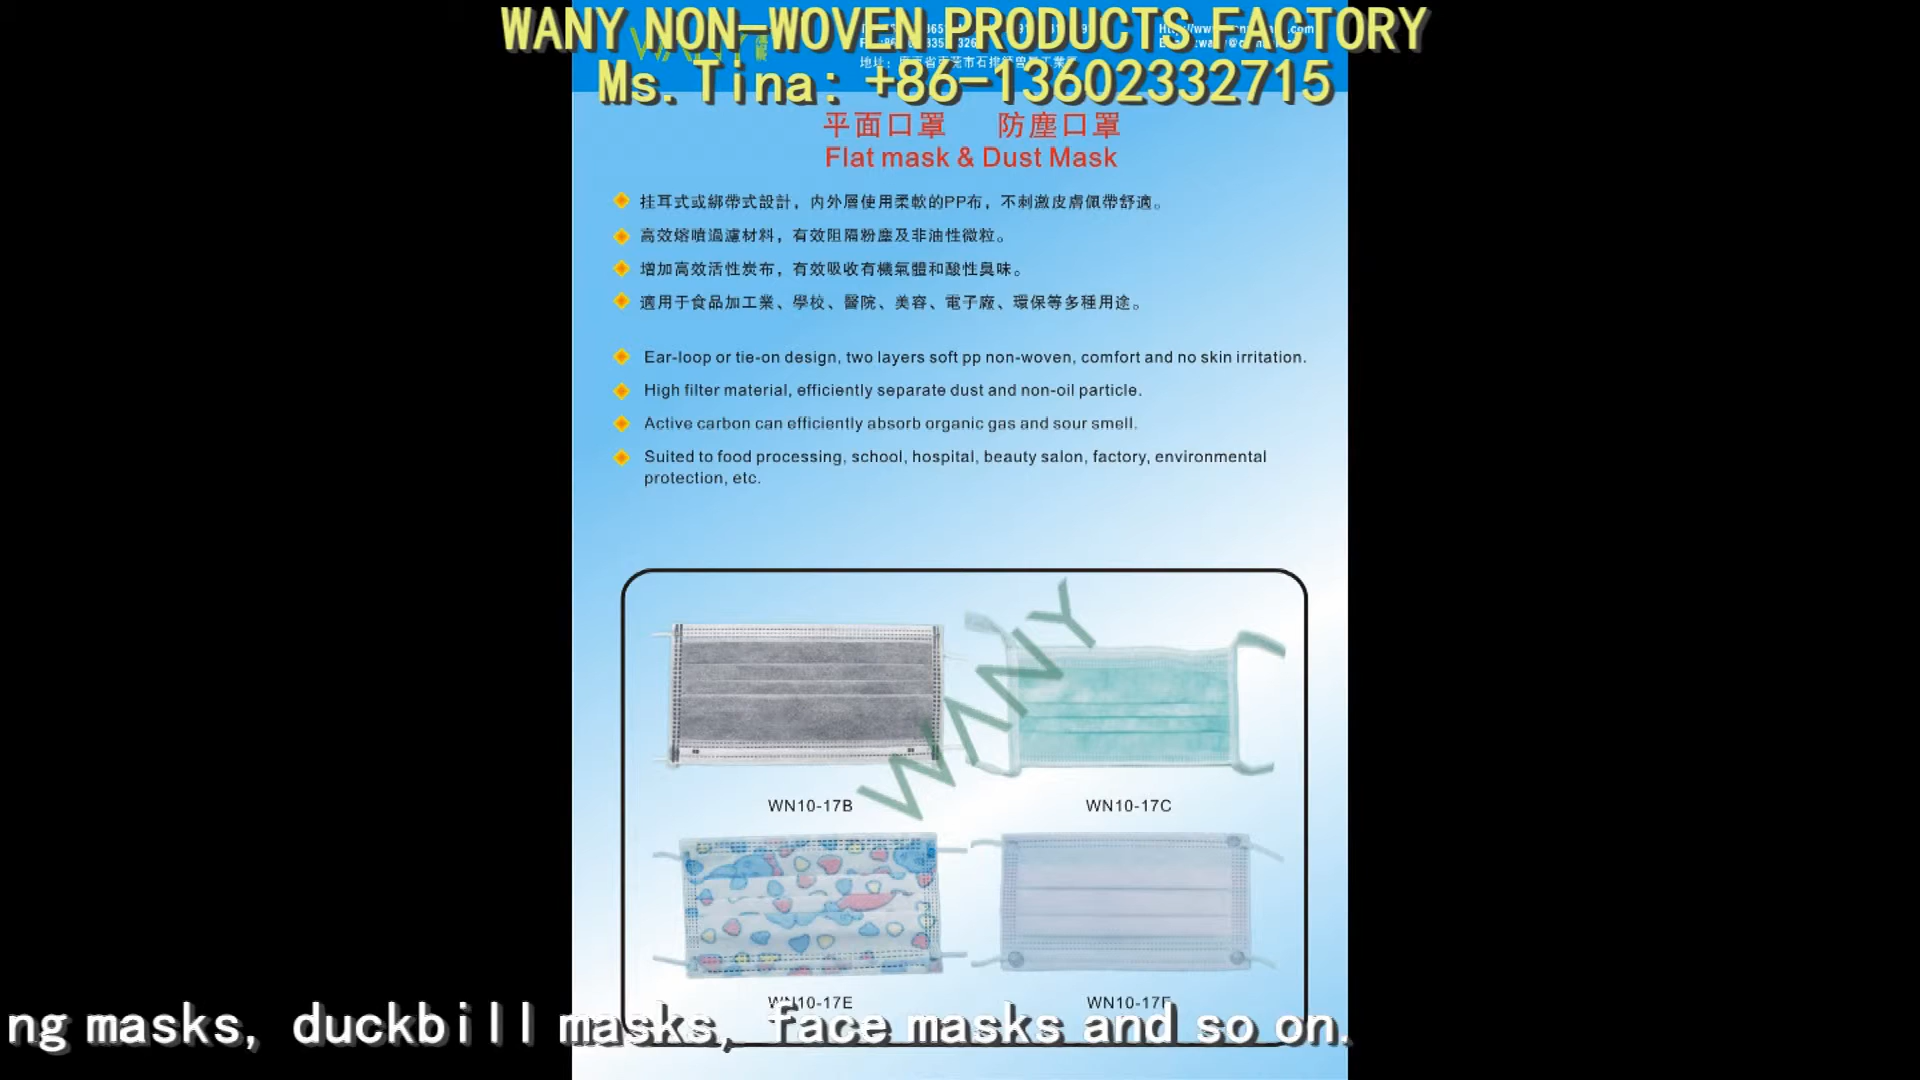 WANY NON-WOVEN PRODUCTS FACTORY
Ms.Tina: +86-13602332715
平面口罩 防塵口罩
Flat mask & Dust Mask
挂耳式或綁帶式設計，内外層使用柔軟的PP布，不刺激皮膚佩帶舒適。
高效熔噴過濾材料，有效阻隔粉塵及非油性微粒。
增加高效活性炭布，有效吸收有機氣體和酸性臭味。
適用于食品加工業、學校、醫院、美容、電子廠、環保等多種用途。
Ear-loop or tie-on design, two layers soft pp non-woven, comfort and no skin irritation.
High filter material, efficiently separate dust and non-oil particle.
Active carbon can efficiently absorb organic gas and sour smell.
Suited to food processing, school, hospital, beauty salon, factory, environmental
protection, etc.
WANY
WN10-17B
WN10-17C
WN10-17E
WN10-17F
ng masks, duckbill masks, face masks and so on.